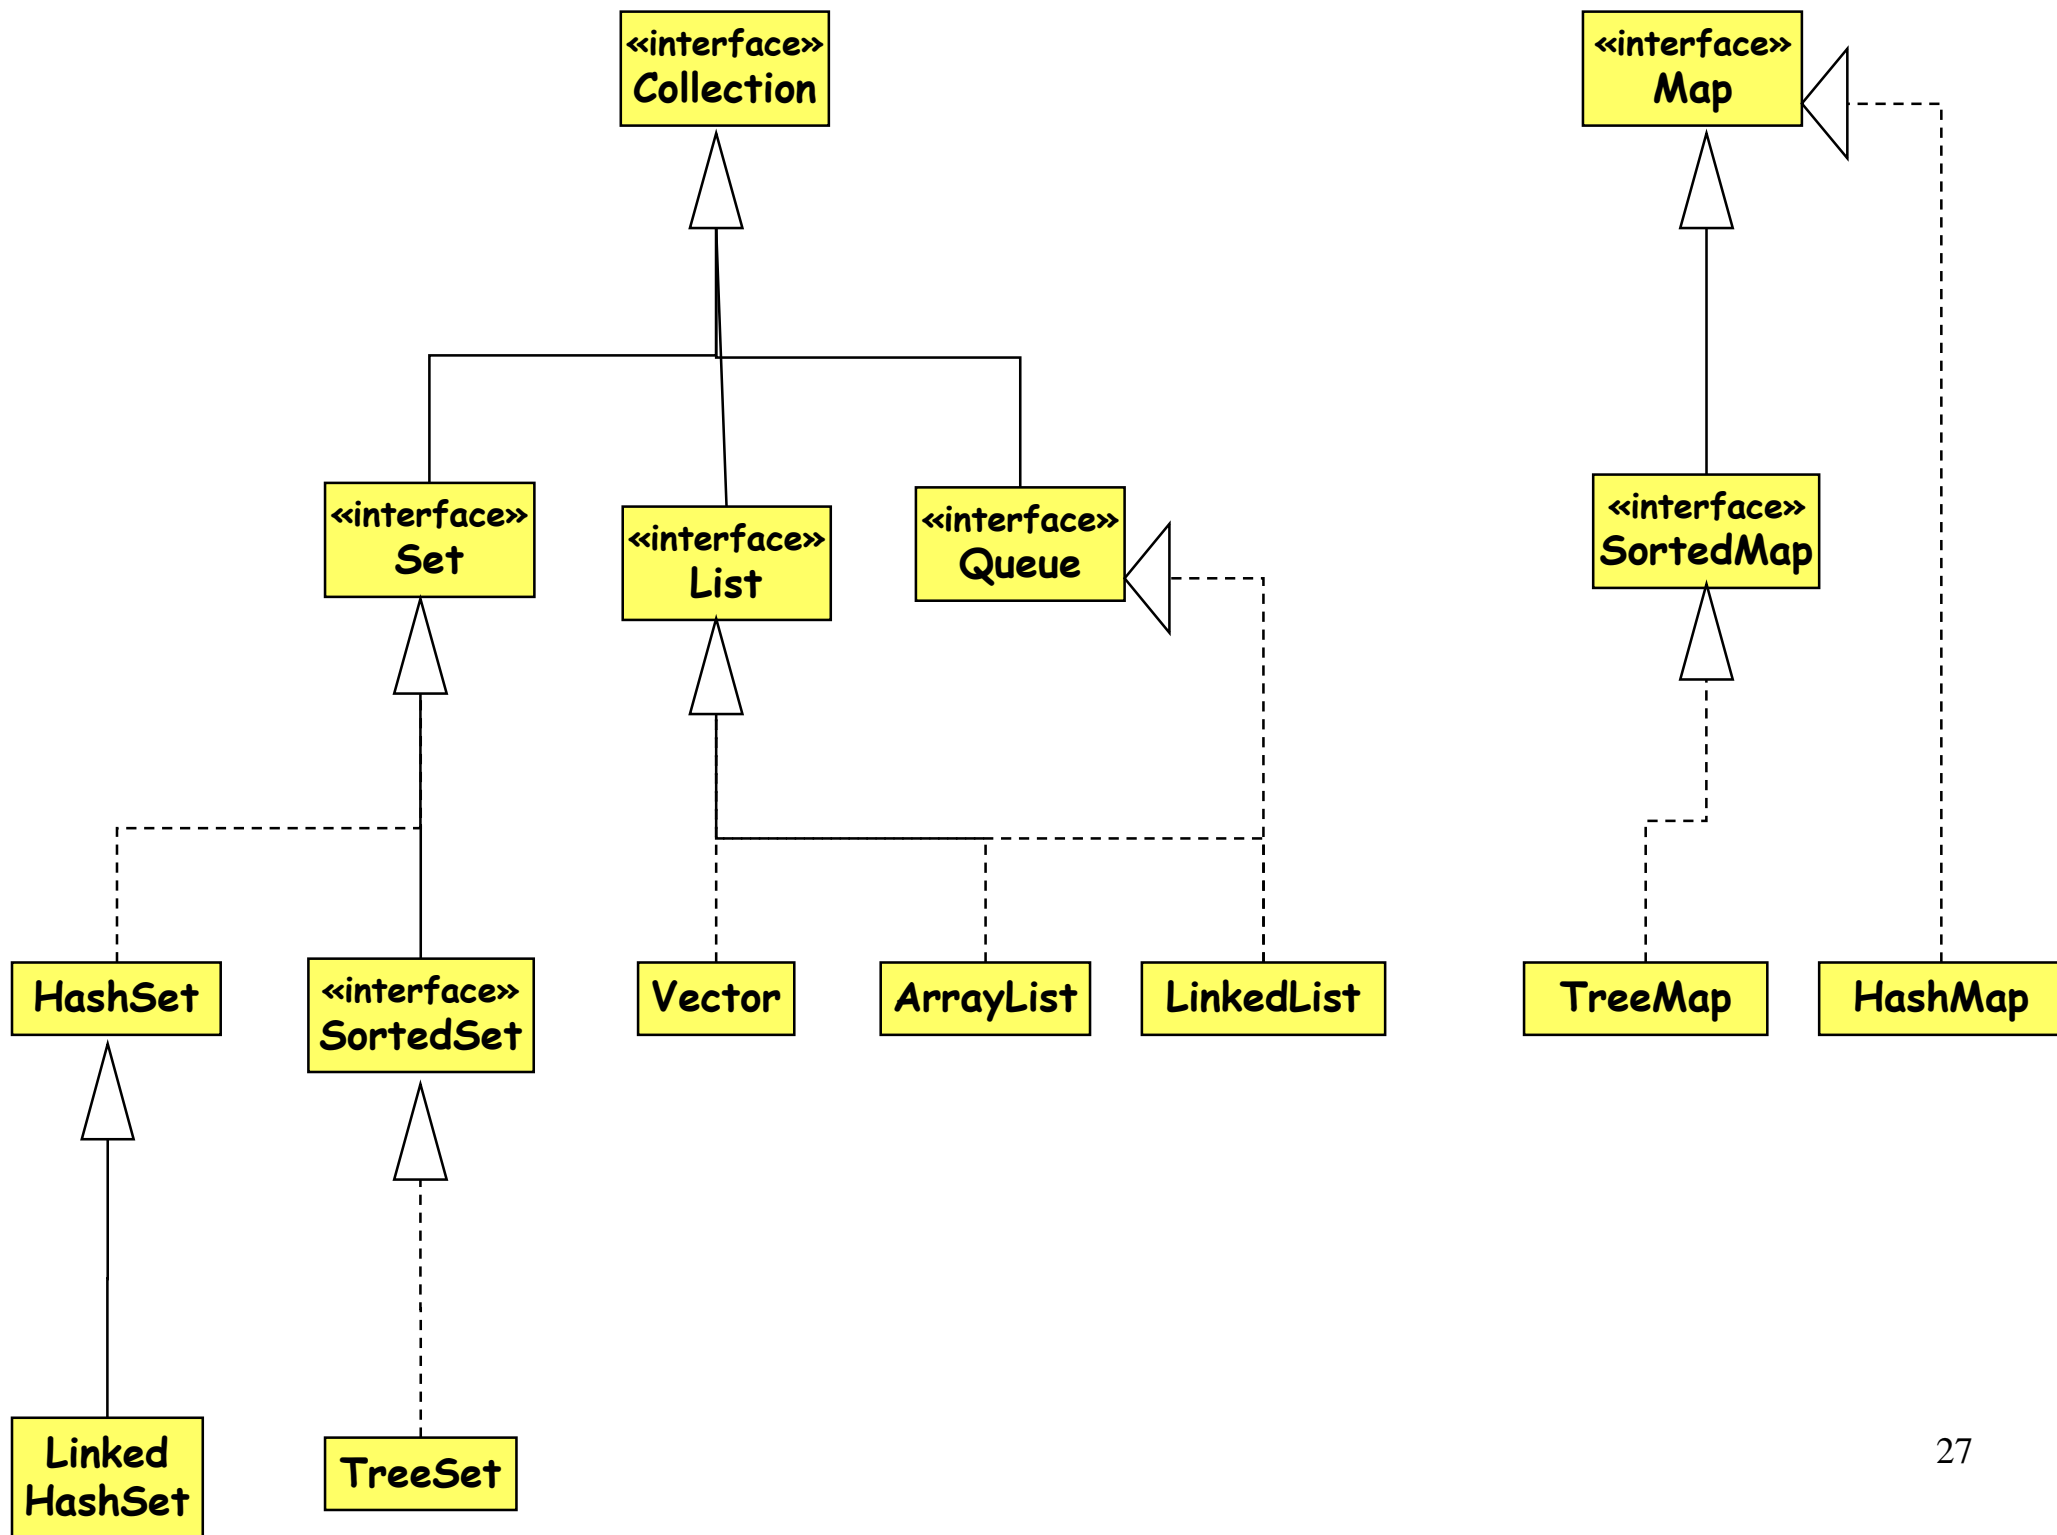 «interface»
Collection
«interface»
Map
«interface»
Set
«interface»
List
«interface»
Queue
«interface»
SortedMap
HashSet
«interface»
SortedSet
Vector
ArrayList
LinkedList
TreeMap
HashMap
Linked
HashSet
TreeSet
27